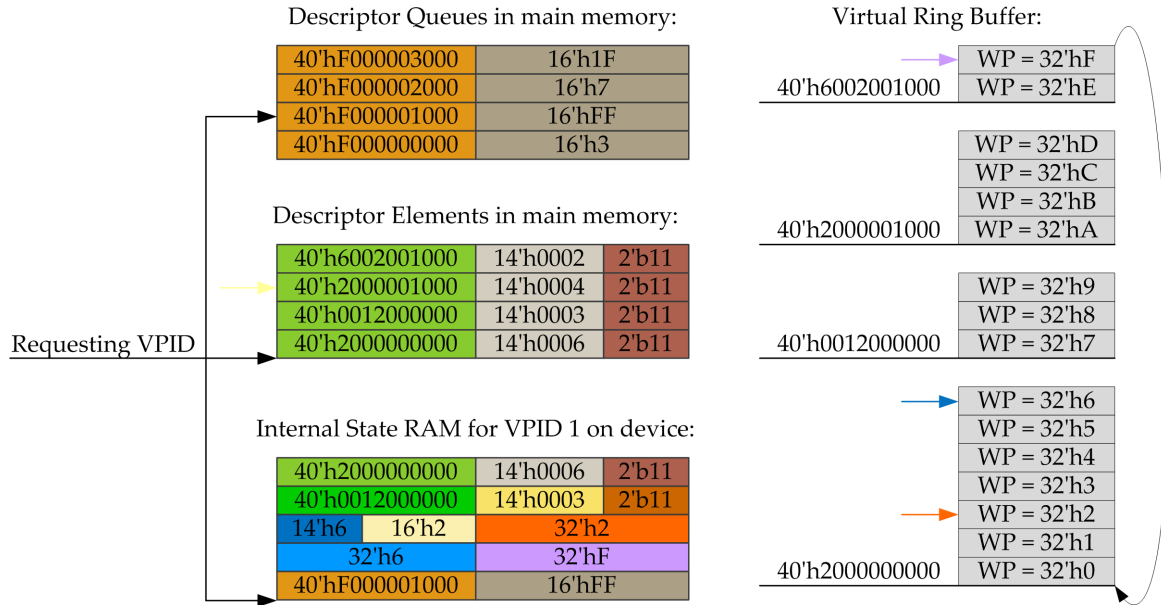 Descriptor Queues in main memory:
40'hF000003000 16'h1F
40'hF000002000 16'h7
40'hF000001000 16'hFF
40'hF000000000 16'h3
Descriptor Elements in main memory:
40'h6002001000 14'h0002 2'b11
40'h2000001000 14'h0004 2'b11
40'h0012000000 14'h0003 2'b11
40'h2000000000 14'h0006 2'b11
Requesting VPID
Internal State RAM for VPID 1 on device:
40'h2000000000 14'h0006 2'b11
40'h0012000000 14'h0003 2'b11
14'h6 16'h2 32'h2
32'h6 32'hF
40'hF000001000 16'hFF
Virtual Ring Buffer:
WP = 32'hF
40'h6002001000 WP = 32'hE
WP = 32'hD
WP = 32'hC
WP = 32'hB
40'h2000001000 WP = 32'hA
WP = 32'h9
WP = 32'h8
40'h0012000000 WP = 32'h7
WP = 32'h6
WP = 32'h5
WP = 32'h4
WP = 32'h3
WP = 32'h2
WP = 32'h1
40'h2000000000 WP = 32'h0